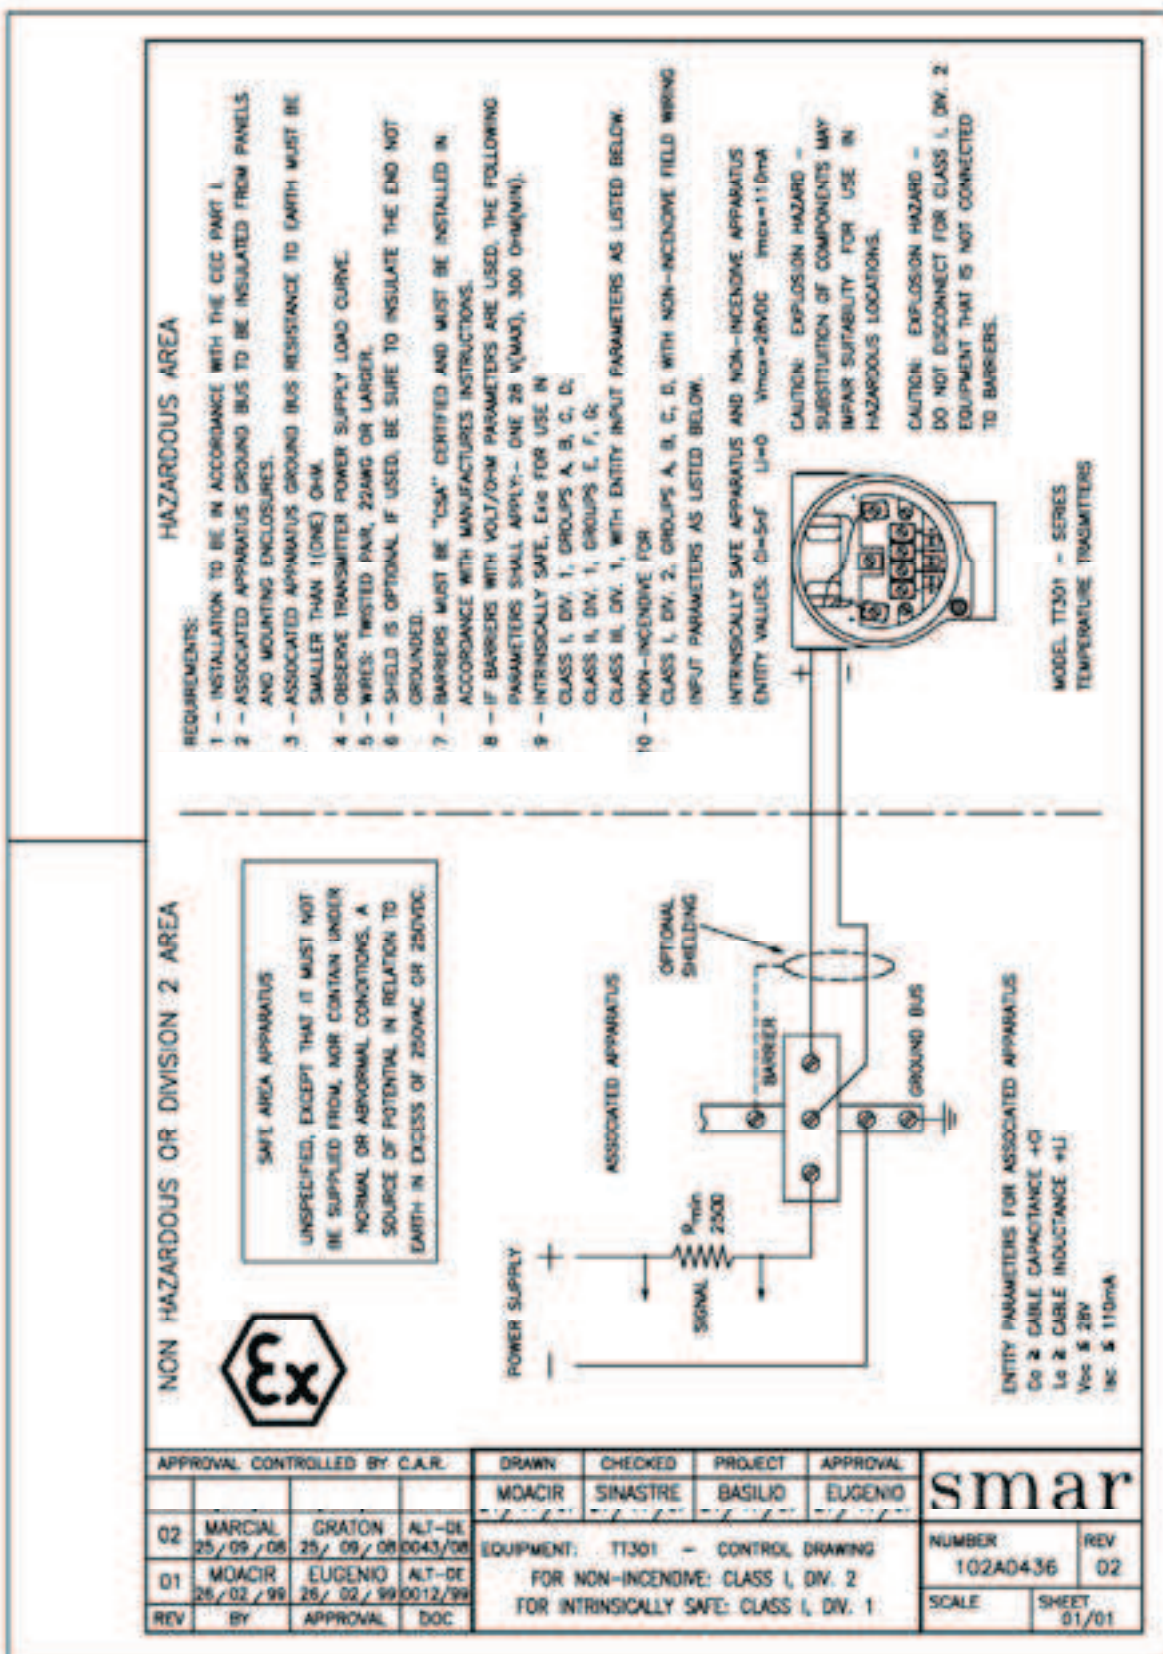 HAZARDOUS AREA
REQUIREMENTS:
1 - INSTALLATION TO BE IN ACCORDANCE WITH THE CEC PART I.
2 - ASSOCIATED APPARATUS GROUND BUS TO BE INSULATED FROM PANELS
AND MOUNTING ENCLOSURES.
3 - ASSOCIATED APPARATUS GROUND BUS RESISTANCE TO EARTH MUST BE
SMALLER THAN 1(ONE) OHM.
4 - OBSERVE TRANSMITTER POWER SUPPLY LOAD CURVE.
5 - WIRES: TWISTED PAIR, 22AWG OR LARGER.
6 - SHIELD IS OPTIONAL IF USED, BE SURE TO INSULATE THE END NOT
GROUNDED.
7 - BARRIERS MUST BE "CSA" CERTIFIED AND MUST BE INSTALLED IN
ACCORDANCE WITH MANUFACTURES INSTRUCTIONS.
8 - IF BARRIERS WITH VOLT/OHM PARAMETERS ARE USED, THE FOLLOWING
PARAMETERS SHALL APPLY:- ONE 28 V(MAX), 300 OHM(MIN).
9 - INTRINSICALLY SAFE, Exia FOR USE IN
CLASS I, DIV. 1, GROUPS A, B, C, D;
CLASS II, DIV. 1, GROUPS E, F, G;
CLASS III, DIV. 1, WITH ENTITY INPUT PARAMETERS AS LISTED BELOW.
10 - NON-INCENDIVE FOR
CLASS I, DIV. 2, GROUPS A, B, C, D, WITH NON-INCENDIVE FIELD WIRING
INPUT PARAMETERS AS LISTED BELOW.
INTRINSICALLY SAFE APPARATUS AND NON-INCENDIVE APPARATUS
ENTITY VALUES: Ci=5nF Li=0 Vmax=28VDC Imax=110mA
CAUTION: EXPLOSION HAZARD -
SUBSTITUTION OF COMPONENTS MAY
IMPAIR SUITABILITY FOR USE IN
HAZARDOUS LOCATIONS.
CAUTION: EXPLOSION HAZARD -
DO NOT DISCONNECT FOR CLASS I, DIV. 2
EQUIPMENT THAT IS NOT CONNECTED
TO BARRIERS.
+
-
MODEL TT301 - SERIES
TEMPERATURE TRASMITTERS
NON HAZARDOUS OR DIVISION 2 AREA
Ex
SAFE AREA APPARATUS
UNSPECIFIED, EXCEPT THAT IT MUST NOT
BE SUPPLIED FROM, NOR CONTAIN UNDER
NORMAL OR ABNORMAL CONDITIONS, A
SOURCE OF POTENTIAL IN RELATION TO
EARTH IN EXCESS OF 250VAC OR 250VDC.
ASSOCIATED APPARATUS
OPTIONAL
SHIELDING
POWER SUPPLY
- +
SIGNAL
Rmin
BARRIER
GROUND BUS
ENTITY PARAMETERS FOR ASSOCIATED APPARATUS
Ca ≥ CABLE CAPACITANCE +Ci
La ≥ CABLE INDUCTANCE +Li
Voc ≤ 28V
Isc ≤ 110mA
APPROVAL CONTROLLED BY C.A.R.
02 MARCIAL GRATON ALT-DE
25/09/08 25/09/08 0043/08
01 MOACIR EUGENIO ALT-DE
26/02/99 26/02/99 0012/99
REV BY APPROVAL DOC
DRAWN CHECKED PROJECT APPROVAL
MOACIR SINASTRE BASILIO EUGENIO
EQUIPMENT: TT301 - CONTROL DRAWING
FOR NON-INCENDIVE: CLASS I, DIV. 2
FOR INTRINSICALLY SAFE: CLASS I, DIV. 1
smar
NUMBER
102A0436
REV
02
SCALE
SHEET
01/01